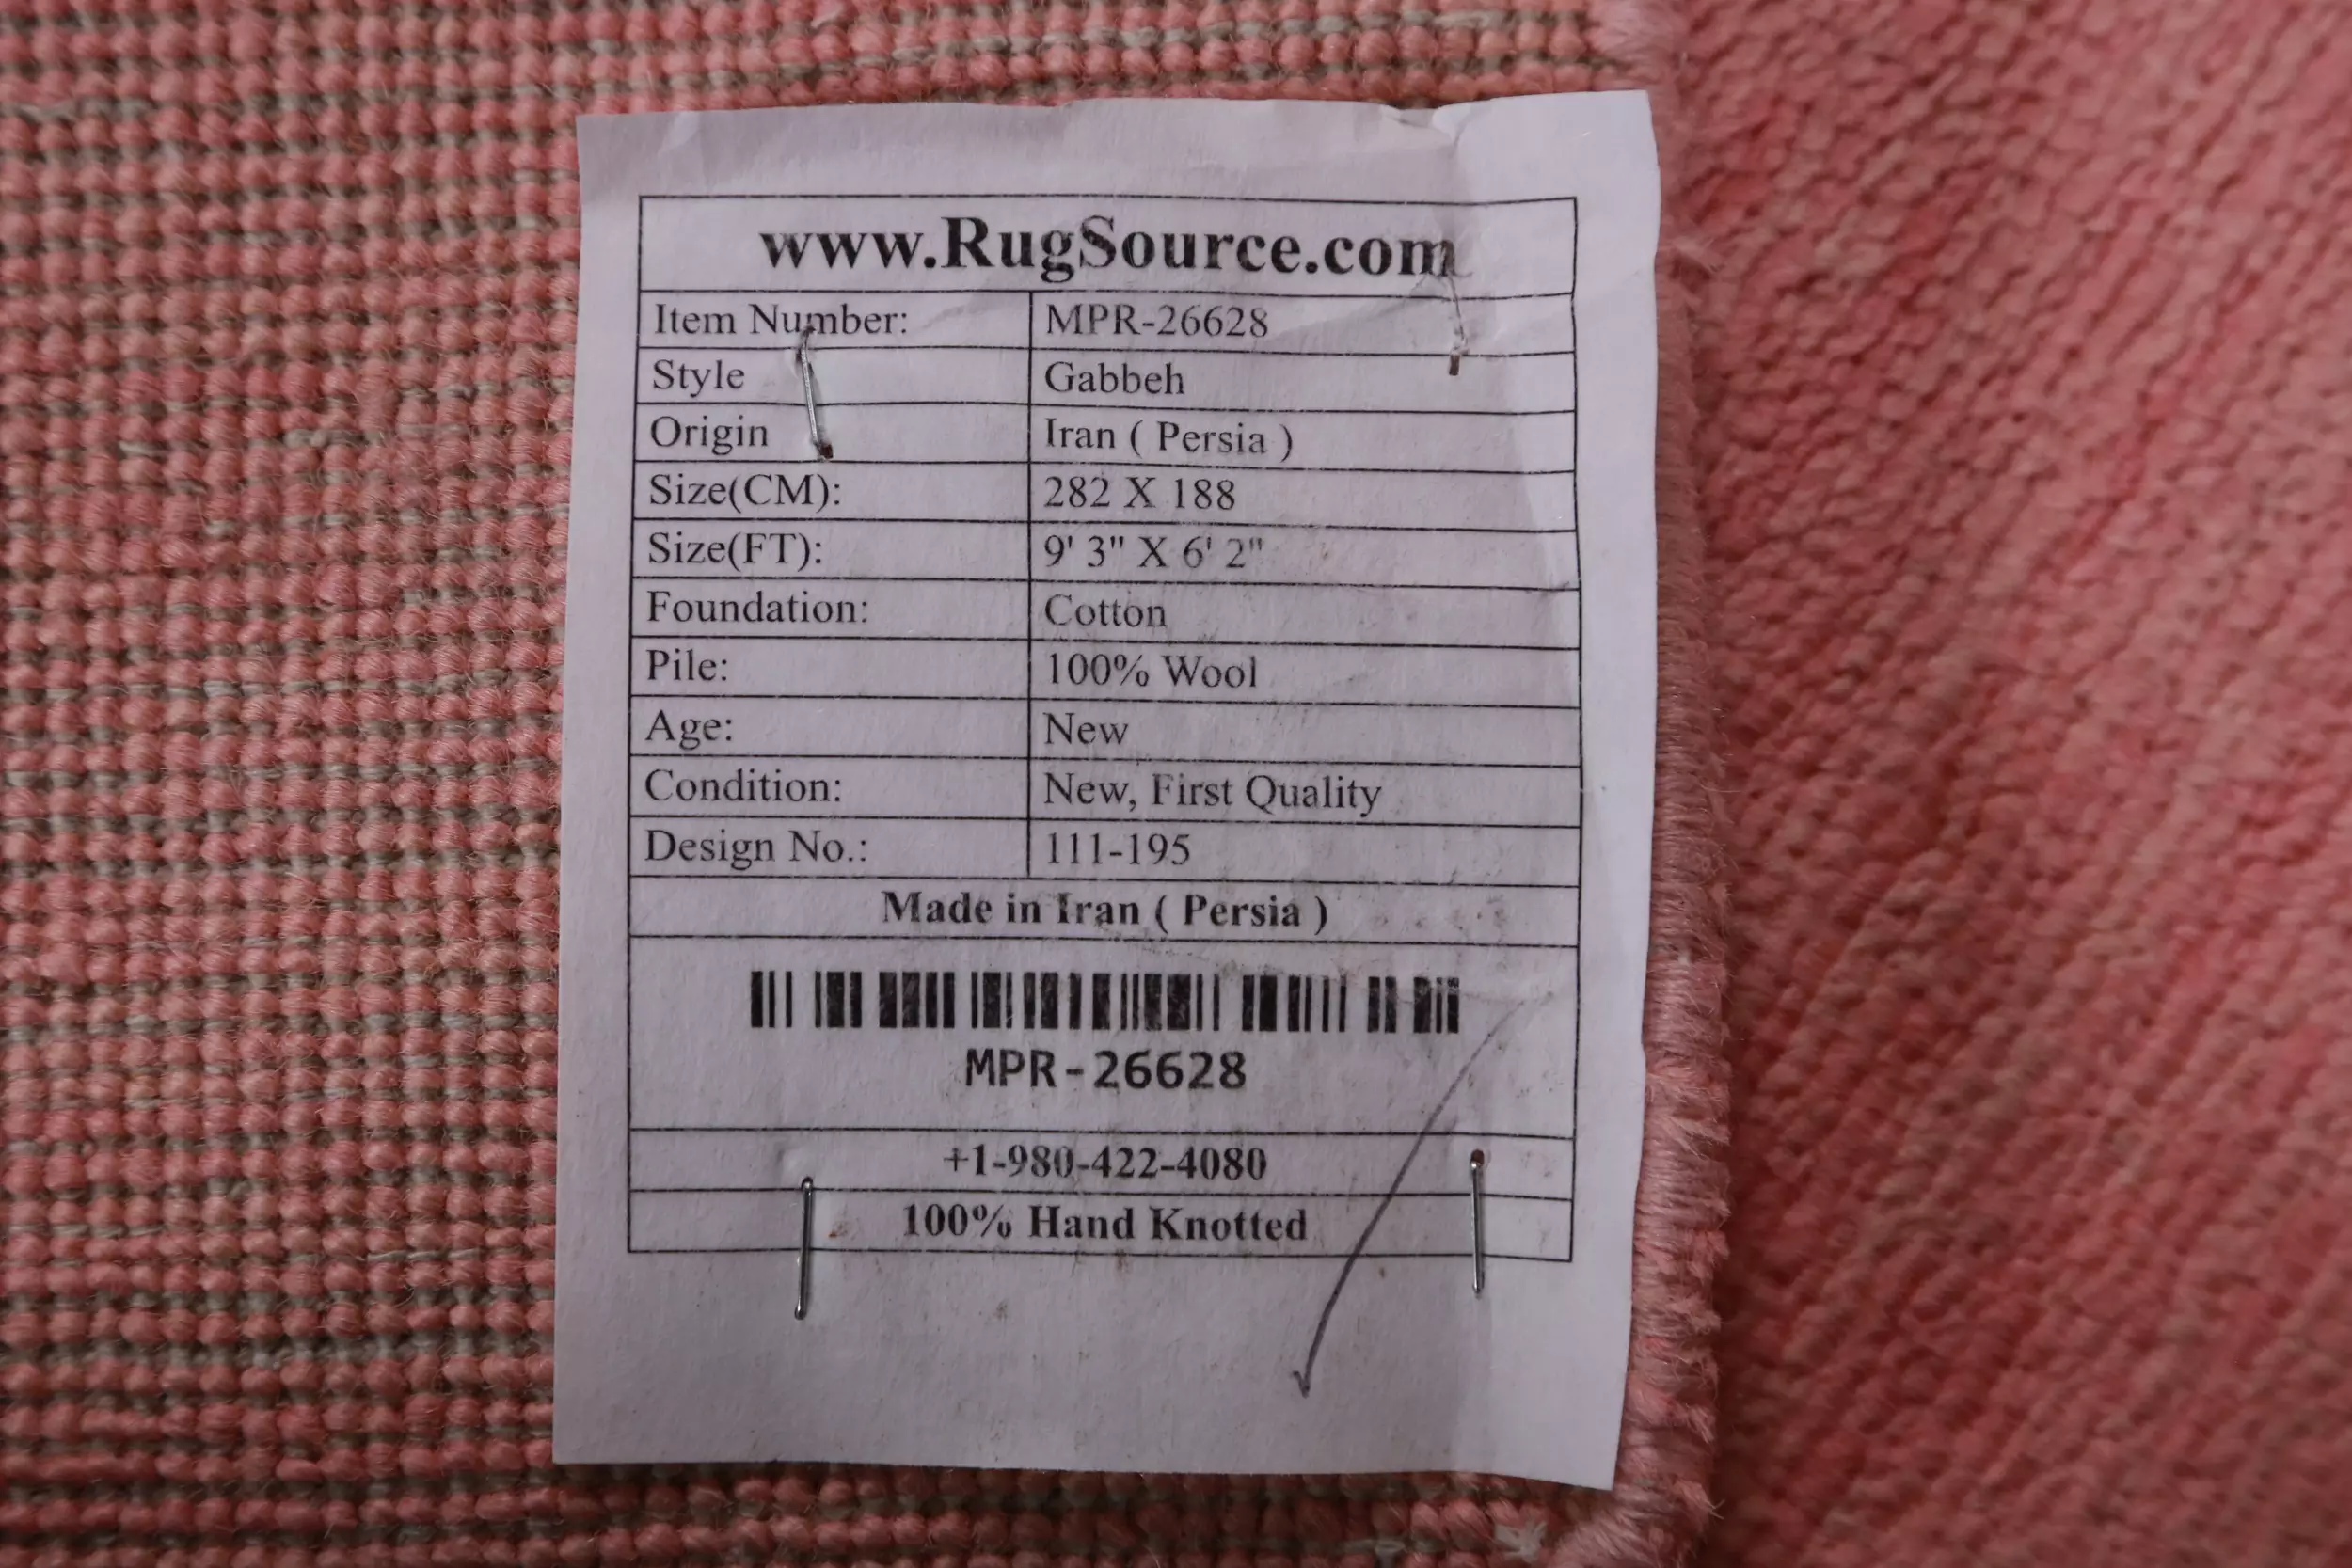 www.RugSource.com
Item Number: MPR-26628
Style Gabbeh
Origin Iran ( Persia )
Size(CM): 282 X 188
Size(FT): 9' 3" X 6' 2"
Foundation: Cotton
Pile: 100% Wool
Age: New
Condition: New, First Quality
Design No.: 111-195
Made in Iran ( Persia )
MPR-26628
+1-980-422-4080
100% Hand Knotted